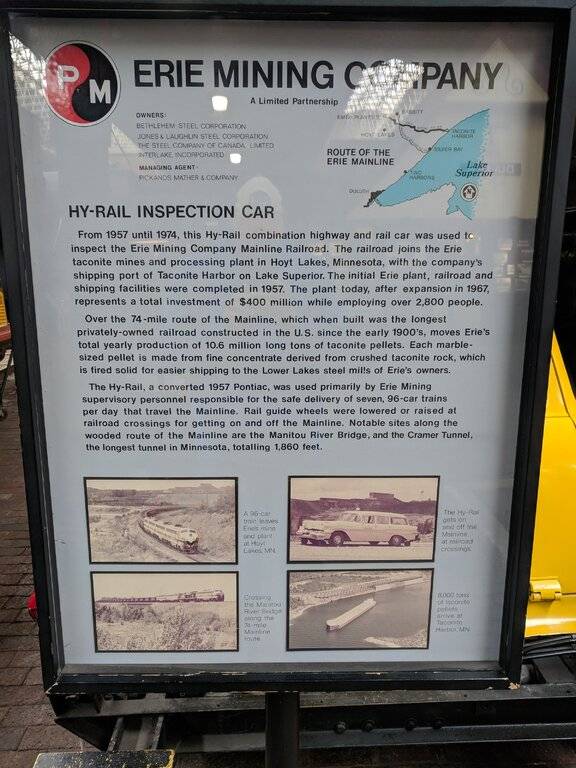 PM
ERIE MINING COMPANY
A Limited Partnership
OWNERS:
BETHLEHEM STEEL CORPORATION
JONES & LAUGHLIN STEEL CORPORATION
THE STEEL COMPANY OF CANADA, LIMITED
INTERLAKE INCORPORATED
MANAGING AGENT:
PICKANDS MATHER & COMPANY
ROUTE OF THE
ERIE MAINLINE
BABBITT
HOYT LAKES
TACONITE
HARBOR
SILVER BAY
TWO
HARBORS
DULUTH
Lake
Superior
HY-RAIL INSPECTION CAR
From 1957 until 1974, this Hy-Rail combination highway and rail car was used to
inspect the Erie Mining Company Mainline Railroad. The railroad joins the Erie
taconite mines and processing plant in Hoyt Lakes, Minnesota, with the company's
shipping port of Taconite Harbor on Lake Superior. The initial Erie plant, railroad and
shipping facilities were completed in 1957. The plant today, after expansion in 1967,
represents a total investment of $400 million while employing over 2,800 people.
Over the 74-mile route of the Mainline, which when built was the longest
privately-owned railroad constructed in the U.S. since the early 1900's, moves Erie's
total yearly production of 10.6 million long tons of taconite pellets. Each marble-
sized pellet is made from fine concentrate derived from crushed taconite rock, which
is fired solid for easier shipping to the Lower Lakes steel mills of Erie's owners.
The Hy-Rail, a converted 1957 Pontiac, was used primarily by Erie Mining
supervisory personnel responsible for the safe delivery of seven, 96-car trains
per day that travel the Mainline. Rail guide wheels were lowered or raised at
railroad crossings for getting on and off the Mainline. Notable sites along the
wooded route of the Mainline are the Manitou River Bridge, and the Cramer Tunnel,
the longest tunnel in Minnesota, totalling 1,860 feet.
A 96-car
train leaves
Erie's mine
and plant
at Hoyt
Lakes, MN.
The Hy-Rail
gets on
and off the
Mainline
at railroad
crossings.
Crossing
the Manitou
River Bridge
along the
74-mile
Mainline
route.
tons
of taconite
pellets
arrive at
Taconite
Harbor, MN.